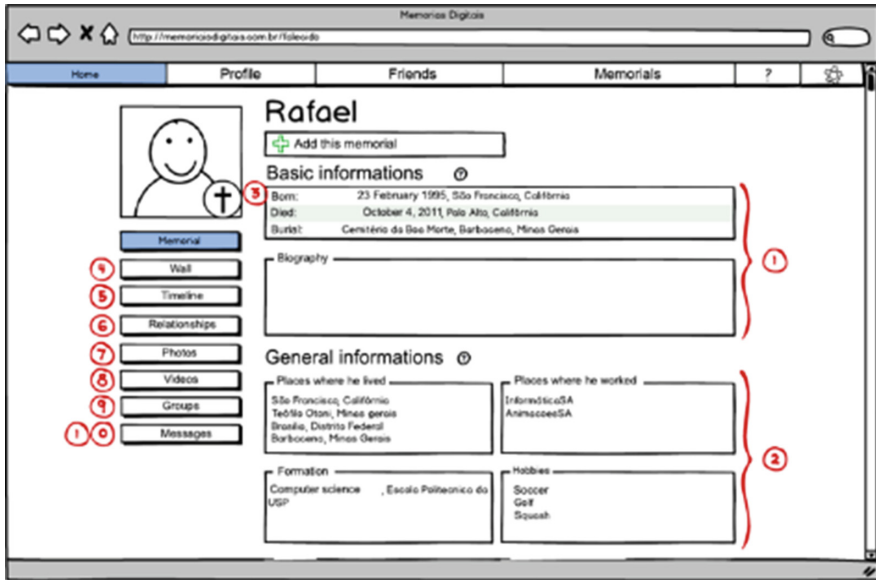 Memorias Digitais
http://memoriasdigitais.com.br/falecido
Home Profile Friends Memorials ?
Rafael
Add this memorial
Basic informations ?
3
Born: 23 February 1995, São Francisco, Califórnia
Died: October 4, 2011, Palo Alto, Califórnia
Burial: Cemitério da Boa Morte, Barbacena, Minas Gerais
1
Memorial
4 Wall
5 Timeline
6 Relationships
7 Photos
8 Videos
9 Groups
10 Messages
Biography
General informations ?
Places where he lived
São Francisco, Califórnia
Teófilo Otoni, Minas gerais
Brasília, Distrito Federal
Barbacena, Minas Gerais
Places where he worked
InformáticaSA
AnimacoesSA
2
Formation
Computer science , Escola Politecnica da
USP
Hobbies
Soccer
Golf
Squash